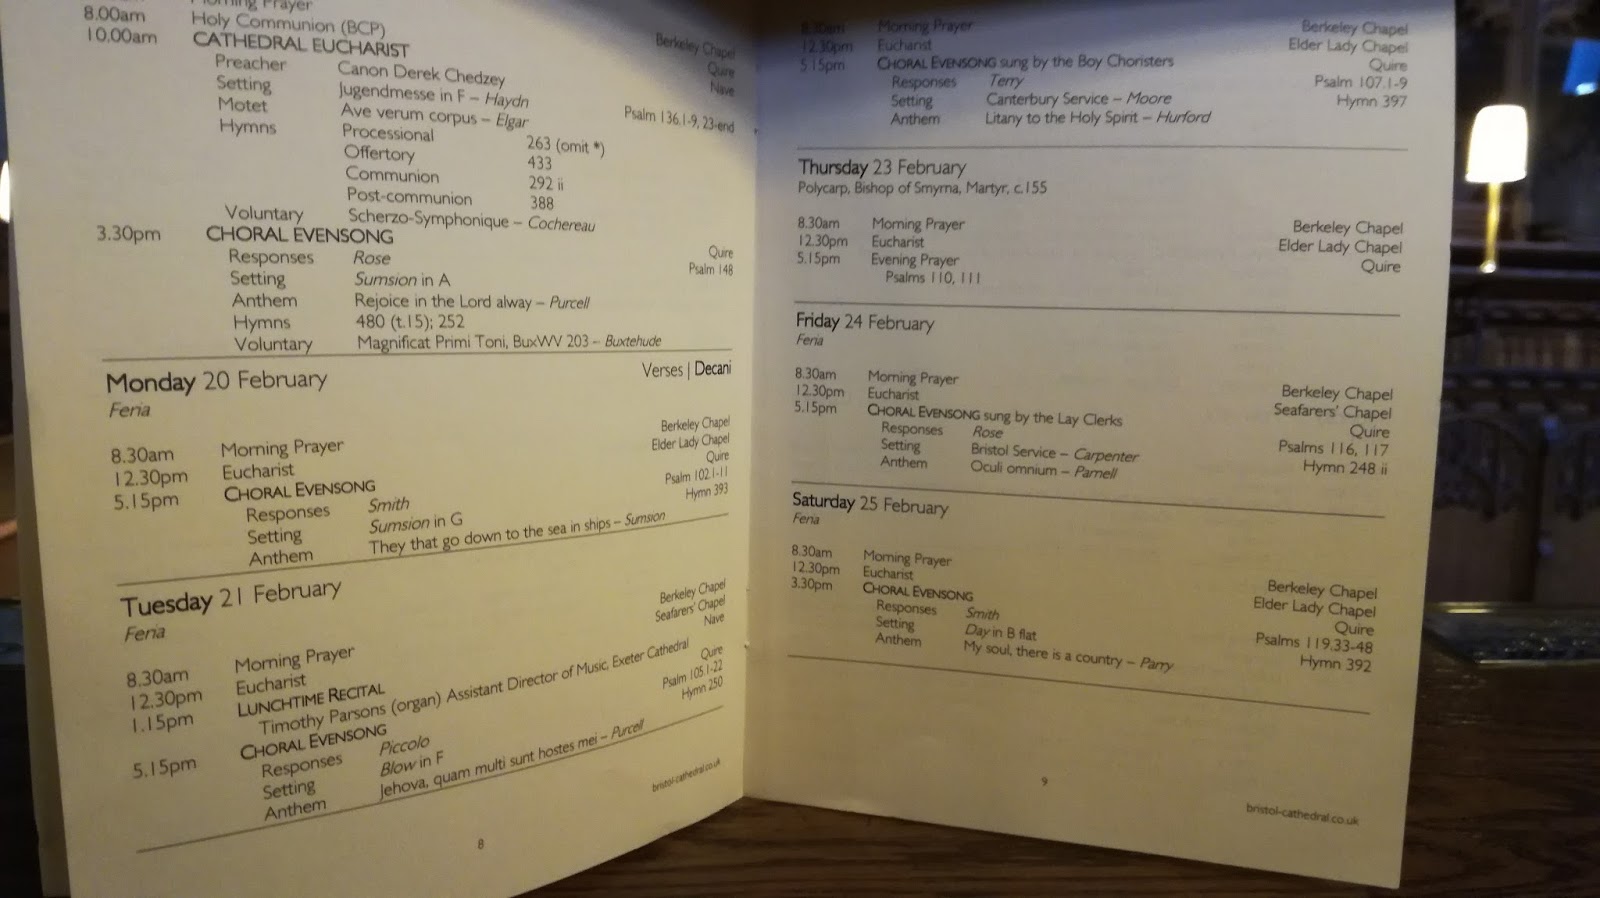 Morning Prayer
8.00am Holy Communion (BCP) Berkeley Chapel
10.00am CATHEDRAL EUCHARIST Quire
Preacher Canon Derek Chedzey Nave
Setting Jugendmesse in F – Haydn
Motet Ave verum corpus – Elgar Psalm 136.1-9, 23-end
Hymns Processional 263 (omit *)
Offertory 433
Communion 292 ii
Post-communion 388
Voluntary Scherzo-Symphonique – Cochereau
3.30pm CHORAL EVENSONG Quire
Responses Rose Psalm 148
Setting Sumsion in A
Anthem Rejoice in the Lord alway – Purcell
Hymns 480 (t.15); 252
Voluntary Magnificat Primi Toni, BuxWV 203 – Buxtehude
Monday 20 February Verses | Decani
Feria
8.30am Morning Prayer Berkeley Chapel
12.30pm Eucharist Elder Lady Chapel
5.15pm CHORAL EVENSONG Quire
Responses Smith Psalm 102.1-11
Setting Sumsion in G Hymn 393
Anthem They that go down to the sea in ships – Sumsion
Tuesday 21 February
Feria
8.30am Morning Prayer Berkeley Chapel
12.30pm Eucharist Seafarers' Chapel
1.15pm LUNCHTIME RECITAL Nave
Timothy Parsons (organ) Assistant Director of Music, Exeter Cathedral
5.15pm CHORAL EVENSONG Quire
Responses Piccolo Psalm 105.1-22
Setting Blow in F Hymn 250
Anthem Jehova, quam multi sunt hostes mei – Purcell
8
bristol-cathedral.co.uk
8.30am Morning Prayer Berkeley Chapel
12.30pm Eucharist Elder Lady Chapel
5.15pm CHORAL EVENSONG sung by the Boy Choristers Quire
Responses Terry Psalm 107.1-9
Setting Canterbury Service – Moore Hymn 397
Anthem Litany to the Holy Spirit – Hurford
Thursday 23 February
Polycarp, Bishop of Smyrna, Martyr, c.155
8.30am Morning Prayer Berkeley Chapel
12.30pm Eucharist Elder Lady Chapel
5.15pm Evening Prayer Quire
Psalms 110, 111
Friday 24 February
Feria
8.30am Morning Prayer Berkeley Chapel
12.30pm Eucharist Seafarers' Chapel
5.15pm CHORAL EVENSONG sung by the Lay Clerks Quire
Responses Rose Psalms 116, 117
Setting Bristol Service – Carpenter Hymn 248 ii
Anthem Oculi omnium – Parnell
Saturday 25 February
Feria
8.30am Morning Prayer Berkeley Chapel
12.30pm Eucharist Elder Lady Chapel
3.30pm CHORAL EVENSONG Quire
Responses Smith Psalms 119.33-48
Setting Day in B flat Hymn 392
Anthem My soul, there is a country – Parry
9
bristol-cathedral.co.uk